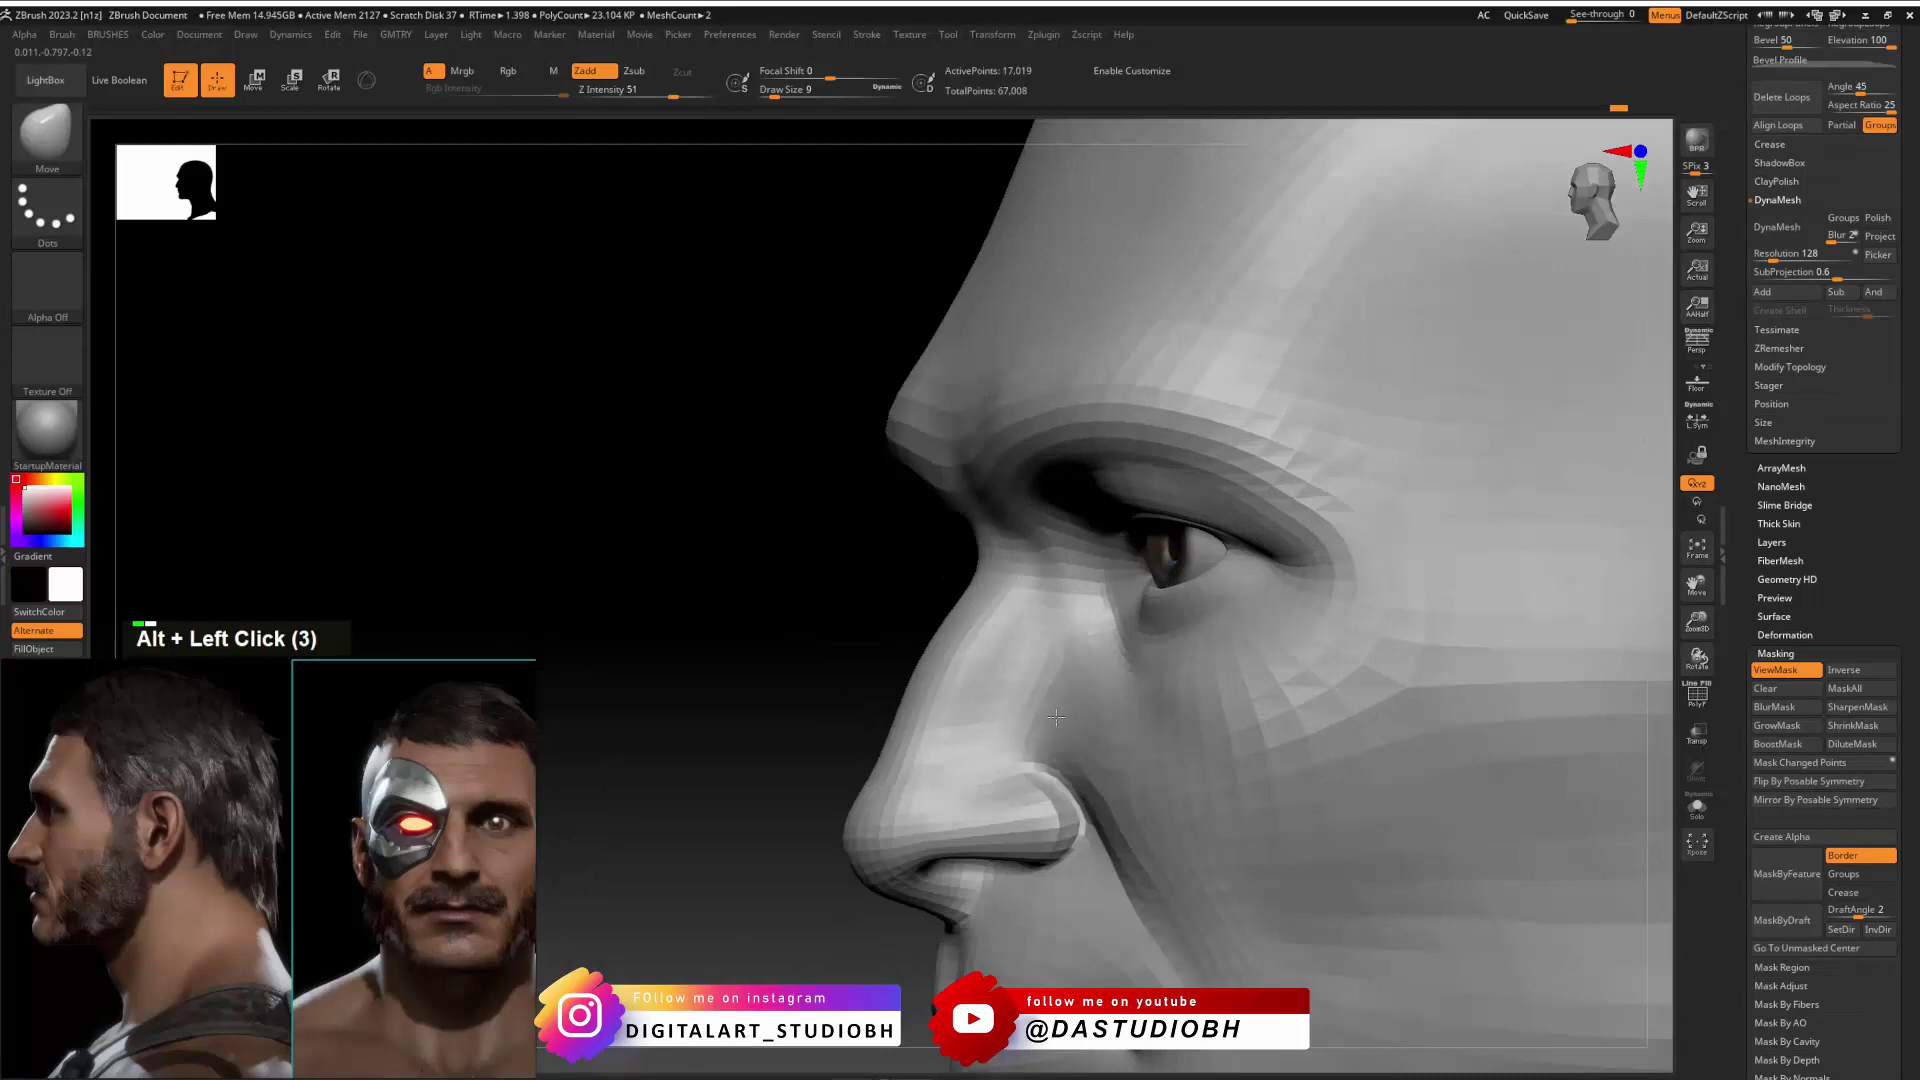 ZBrush 2023.2 [n1z] ZBrush Document ● Free Mem 14.945GB ● Active Mem 2127 ● Scratch Disk 37 ● RTime ▸ 1.398 ● PolyCount ▸ 23.104 KP ● MeshCount ▸ 2 AC QuickSave See-through 0 Menus DefaultZScript
Alpha Brush BRUSHES Color Document Draw Dynamics Edit File GMTRY Layer Light Macro Marker Material Movie Picker Preferences Render Stencil Stroke Texture Tool Transform Zplugin Zscript Help
0.011,-0.797,-0.12
LightBox Live Boolean Edit Draw Move Scale Rotate
A Mrgb Rgb M Zadd Zsub Zcut
Rgb Intensity Z Intensity 51
Focal Shift 0
Draw Size 9 Dynamic
ActivePoints: 17,019
TotalPoints: 67,008
Enable Customize
Move
Dots
Alpha Off
Texture Off
StartupMaterial
Gradient
SwitchColor
Alternate
FillObject
Alt + Left Click (3)
BPR
SPix 3
Scroll
Zoom
Actual
AAHalf
Dynamic
Persp
Floor
Dynamic
L.Sym
XYZ
Frame
Move
Zoom3D
Rotate
Line Fill
PolyF
Transp
Ghost
Dynamic
Solo
Xpose
Bevel 50 Elevation 100
Bevel Profile
Delete Loops Angle 45
Aspect Ratio 25
Align Loops Partial Groups
Crease
ShadowBox
ClayPolish
DynaMesh
DynaMesh Groups Polish
Blur 2 Project
Resolution 128 Picker
SubProjection 0.6
Add Sub And
Create Shell Thickness
Tessimate
ZRemesher
Modify Topology
Stager
Position
Size
MeshIntegrity
ArrayMesh
NanoMesh
Slime Bridge
Thick Skin
Layers
FiberMesh
Geometry HD
Preview
Surface
Deformation
Masking
ViewMask Inverse
Clear MaskAll
BlurMask SharpenMask
GrowMask ShrinkMask
BoostMask DiluteMask
Mask Changed Points
Flip By Posable Symmetry
Mirror By Posable Symmetry
Create Alpha
MaskByFeature Border
Groups
Crease
MaskByDraft DraftAngle 2
SetDir InvDir
Go To Unmasked Center
Mask Region
Mask Adjust
Mask By Fibers
Mask By AO
Mask By Cavity
Mask By Depth
Mask By Normals
FOllow me on instagram
DIGITALART_STUDIOBH
follow me on youtube
@DASTUDIOBH